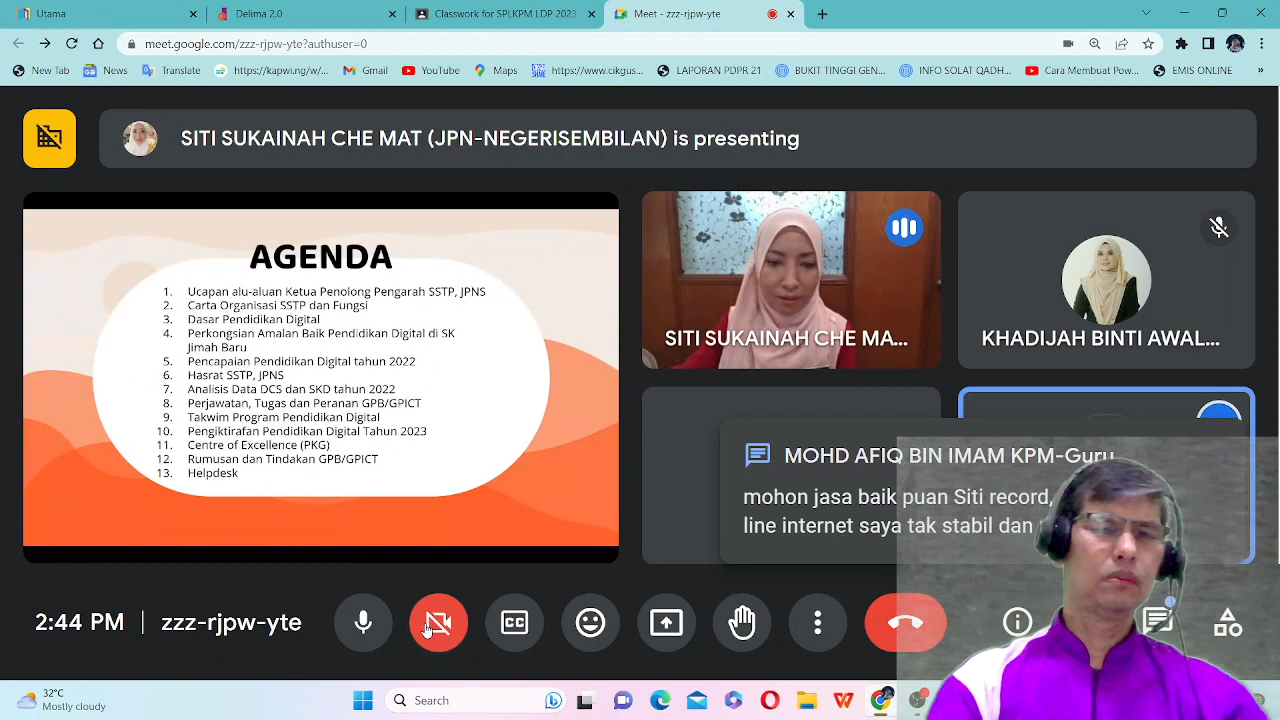 Utama
Delima 2.0
Classwork for SPLKPM LDP 2023
Meet - zzz-rjpw-yte
meet.google.com/zzz-rjpw-yte?authuser=0
New Tab
News
Translate
https://kapwing.g/w/...
Gmail
YouTube
Maps
https://www.cikgus...
LAPORAN PDPR 21
BUKIT TINGGI GEN...
INFO SOLAT QADH...
Cara Membuat Pow...
EMIS ONLINE
SITI SUKAINAH CHE MAT (JPN-NEGERISEMBILAN) is presenting
AGENDA
1. Ucapan alu-aluan Ketua Penolong Pengarah SSTP, JPNS
2. Carta Organisasi SSTP dan Fungsi
3. Dasar Pendidikan Digital
4. Perkongsian Amalan Baik Pendidikan Digital di SK
Jimah Baru
5. Pencapaian Pendidikan Digital tahun 2022
6. Hasrat SSTP, JPNS
7. Analisis Data DCS and SKD tahun 2022
8. Perjawatan, Tugas dan Peranan GPB/GPICT
9. Takwim Program Pendidikan Digital
10. Pengiktirafan Pendidikan Digital Tahun 2023
11. Centre of Excellence (PKG)
12. Rumusan dan Tindakan GPB/GPICT
13. Helpdesk
SITI SUKAINAH CHE MA...
KHADIJAH BINTI AWAL...
MOHD AFIQ BIN IMAM KPM-Guru
mohon jasa baik puan Siti record,
line internet saya tak stabil dan
2:44 PM
zzz-rjpw-yte
CC
32°C
Mostly cloudy
Search